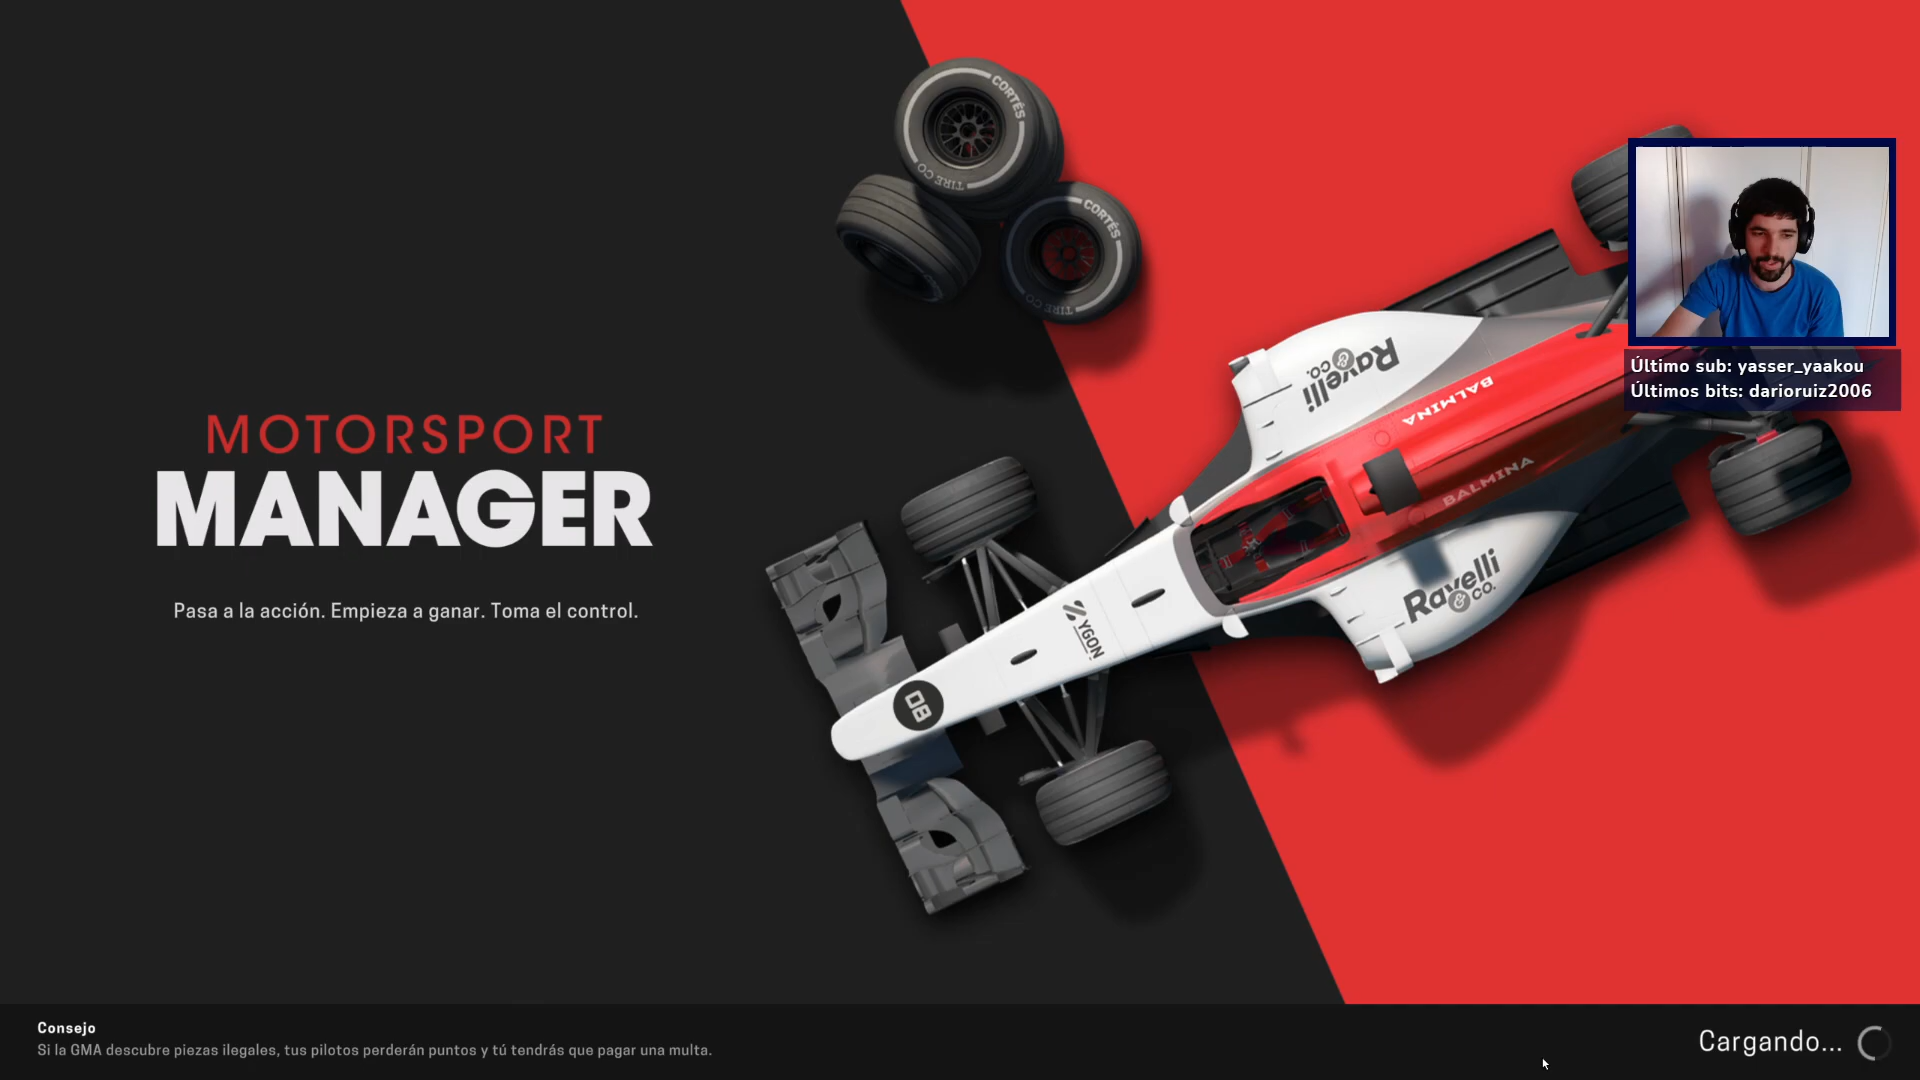 CORTÉS
TIRE CO
CORTÉS
TIRE CO
Ravelli
& CO.
BALMINA
BALMINA
Ravelli
& CO.
YGON
08
MOTORSPORT
MANAGER
Pasa a la acción. Empieza a ganar. Toma el control.
Último sub: yasser_yaakou
Últimos bits: darioruiz2006
Consejo
Si la GMA descubre piezas ilegales, tus pilotos perderán puntos y tú tendrás que pagar una multa.
Cargando...